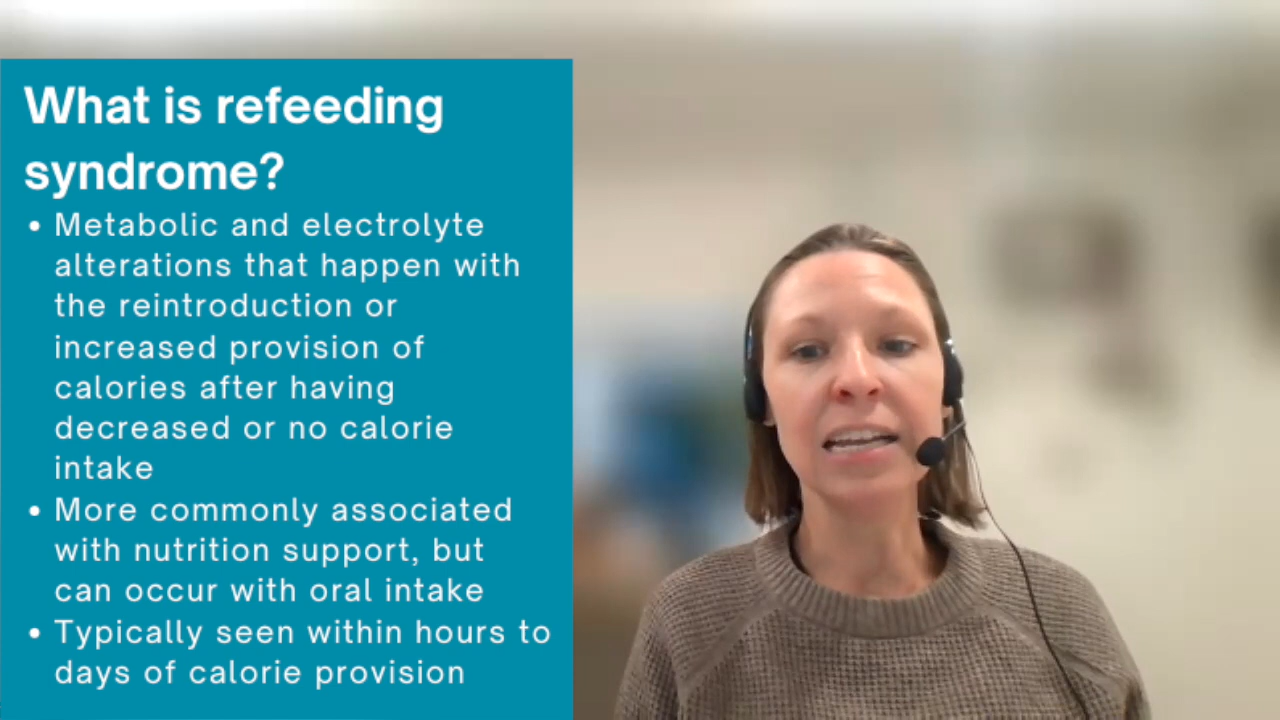 What is refeeding
syndrome?
• Metabolic and electrolyte
alterations that happen with
the reintroduction or
increased provision of
calories after having
decreased or no calorie
intake
• More commonly associated
with nutrition support, but
can occur with oral intake
• Typically seen within hours to
days of calorie provision